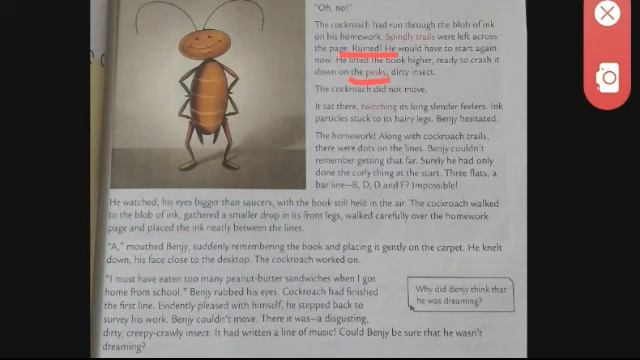 "Oh, no!"
The cockroach had run through the blob of ink
on his homework. Spindly trails were left across
the page. Ruined! He would have to start again
now. He lifted the book higher, ready to crash it
down on the pesky, dirty insect.
The cockroach did not move.
It sat there, twitching its long slender feelers. Ink
particles stuck to its hairy legs. Benjy hesitated.
The homework! Along with cockroach trails,
there were dots on the lines. Benjy couldn't
remember getting that far. Surely he had only
done the curly thing at the start. Three flats, a
bar line—B, D, D and F? Impossible!
He watched, his eyes bigger than saucers, with the book still held in the air. The cockroach walked
to the blob of ink, gathered a smaller drop in its front legs, walked carefully over the homework
page and placed the ink neatly between the lines.
"A," mouthed Benjy, suddenly remembering the book and placing it gently on the carpet. He knelt
down, his face close to the desktop. The cockroach worked on.
"I must have eaten too many peanut-butter sandwiches when I got
home from school." Benjy rubbed his eyes. Cockroach had finished
the first line. Evidently pleased with himself, he stepped back to
survey his work. Benjy couldn't move. There it was—a disgusting,
dirty, creepy-crawly insect. It had written a line of music! Could Benjy be sure that he wasn't
dreaming?
Why did Benjy think that
he was dreaming?